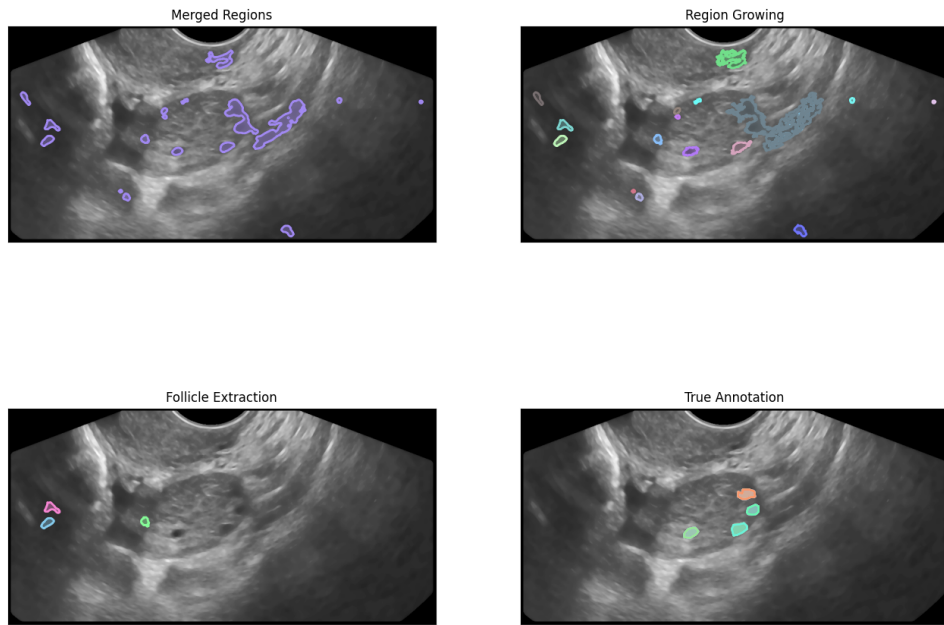 Merged Regions
Region Growing
Follicle Extraction
True Annotation